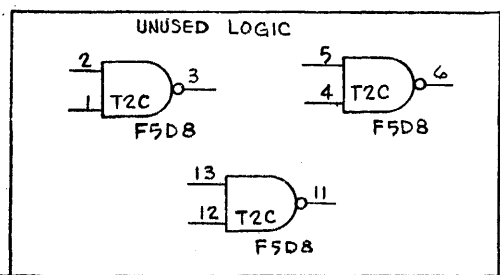 UNUSED LOGIC
2 3
1 T2C
F5D8
5 6
4 T2C
F5D8
13 11
12 T2C
F5D8